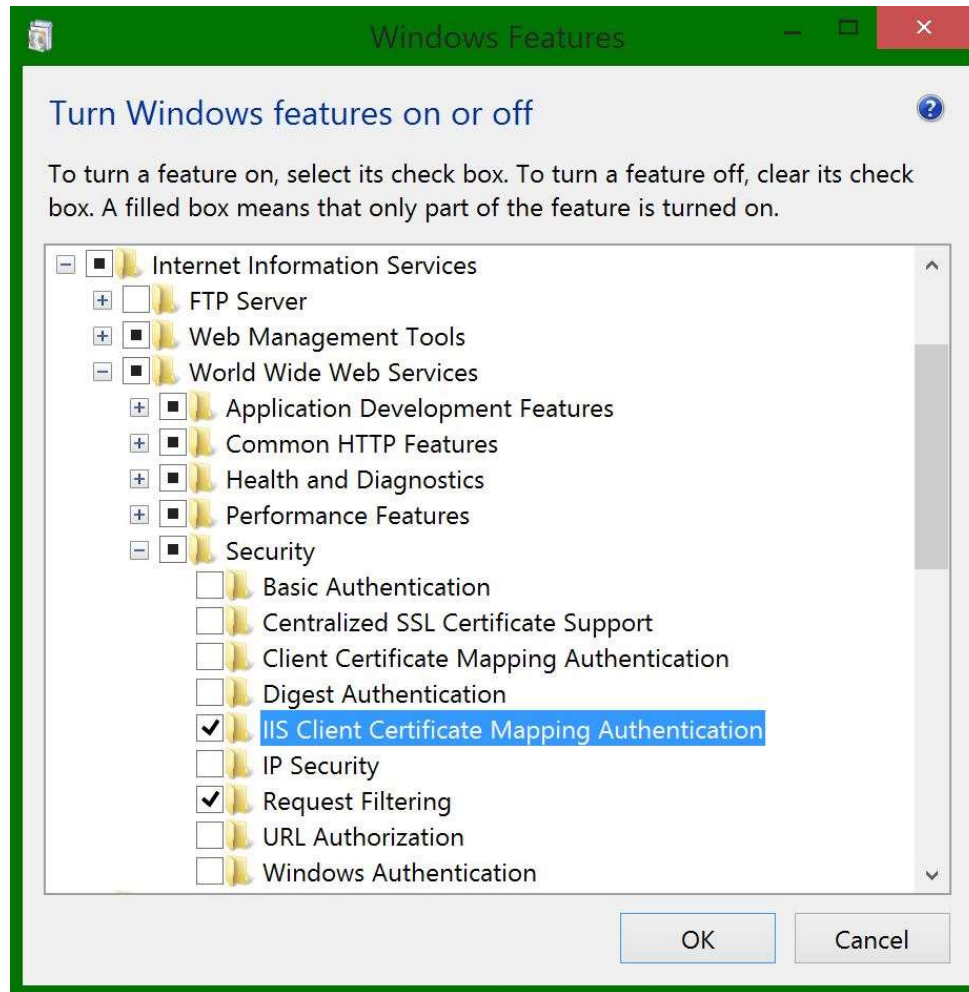 Windows Features
Turn Windows features on or off
To turn a feature on, select its check box. To turn a feature off, clear its check
box. A filled box means that only part of the feature is turned on.
Internet Information Services
FTP Server
Web Management Tools
World Wide Web Services
Application Development Features
Common HTTP Features
Health and Diagnostics
Performance Features
Security
Basic Authentication
Centralized SSL Certificate Support
Client Certificate Mapping Authentication
Digest Authentication
IIS Client Certificate Mapping Authentication
IP Security
Request Filtering
URL Authorization
Windows Authentication
OK Cancel